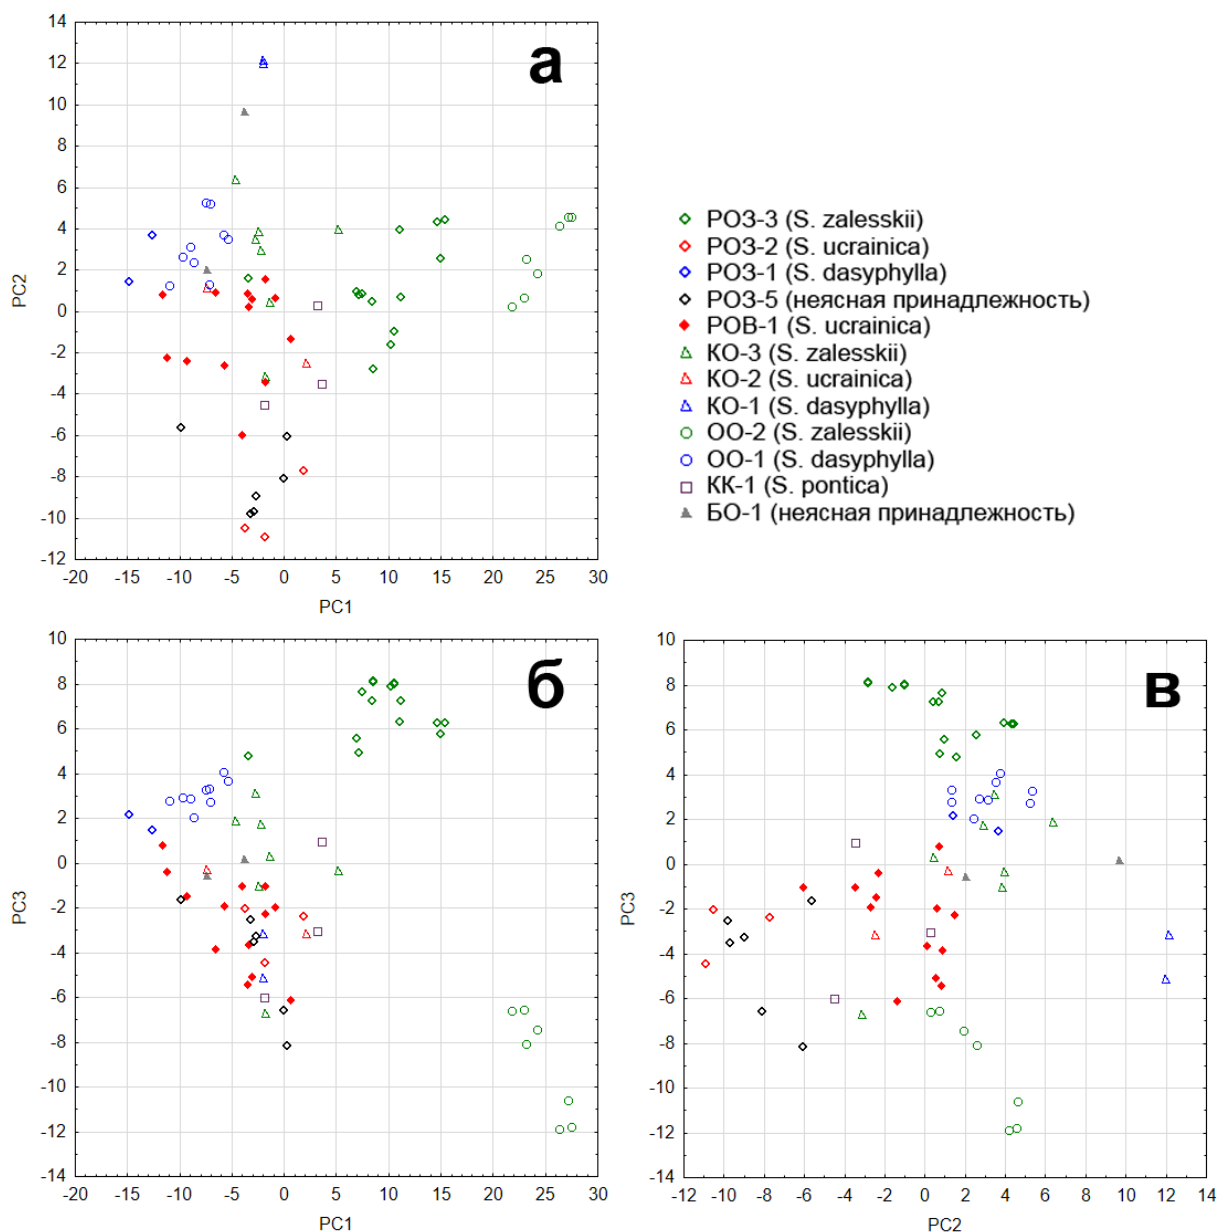 14
12
10
8
6
4
2
0
-2
-4
-6
-8
-10
-12
PC2
-20 -15 -10 -5 0 5 10 15 20 25 30
PC1
а
РОЗ-3 (S. zalesskii)
РОЗ-2 (S. ucrainica)
РОЗ-1 (S. dasyphylla)
РОЗ-5 (неясная принадлежность)
РОВ-1 (S. ucrainica)
КО-3 (S. zalesskii)
КО-2 (S. ucrainica)
КО-1 (S. dasyphylla)
ОО-2 (S. zalesskii)
ОО-1 (S. dasyphylla)
КК-1 (S. pontica)
БО-1 (неясная принадлежность)
10
8
6
4
2
0
-2
-4
-6
-8
-10
-12
-14
PC3
-20 -15 -10 -5 0 5 10 15 20 25 30
PC1
б
10
8
6
4
2
0
-2
-4
-6
-8
-10
-12
-14
PC3
-12 -10 -8 -6 -4 -2 0 2 4 6 8 10 12 14
PC2
в